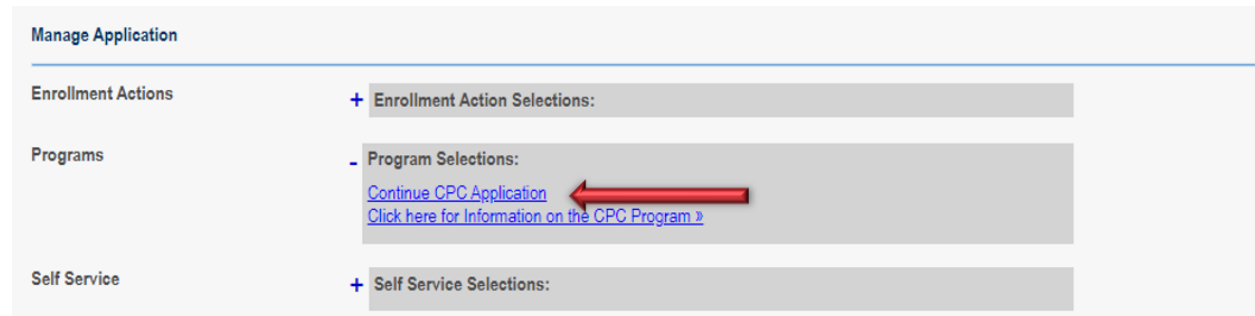 Manage Application
Enrollment Actions
+ Enrollment Action Selections:
Programs
- Program Selections:
Continue CPC Application
Click here for Information on the CPC Program »
Self Service
+ Self Service Selections: